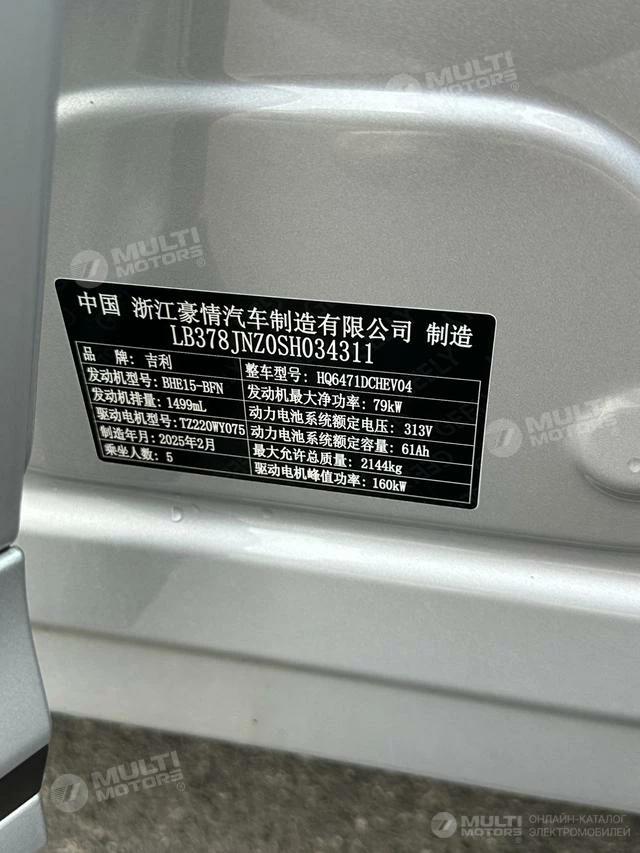 MULTI
MOTORS®
MULTI
MOTORS®
中国 浙江豪情汽车制造有限公司 制造
LB378JNZ0SH034311
品 牌: 吉利 整车型号: HQ6471DCHEV04
发动机型号: BHE15-BFN 发动机最大净功率: 79kW
发动机排量: 1499mL 动力电池系统额定电压: 313V
驱动电机型号: TZ220WY075 动力电池系统额定容量: 61Ah
制造年月: 2025年2月 最大允许总质量: 2144kg
乘坐人数: 5 驱动电机峰值功率: 160kW
MULTI
MOTORS®
MULTI
MOTORS®
MULTI
MOTORS®
ОНЛАЙН-КАТАЛОГ
ЭЛЕКТРОМОБИЛЕЙ